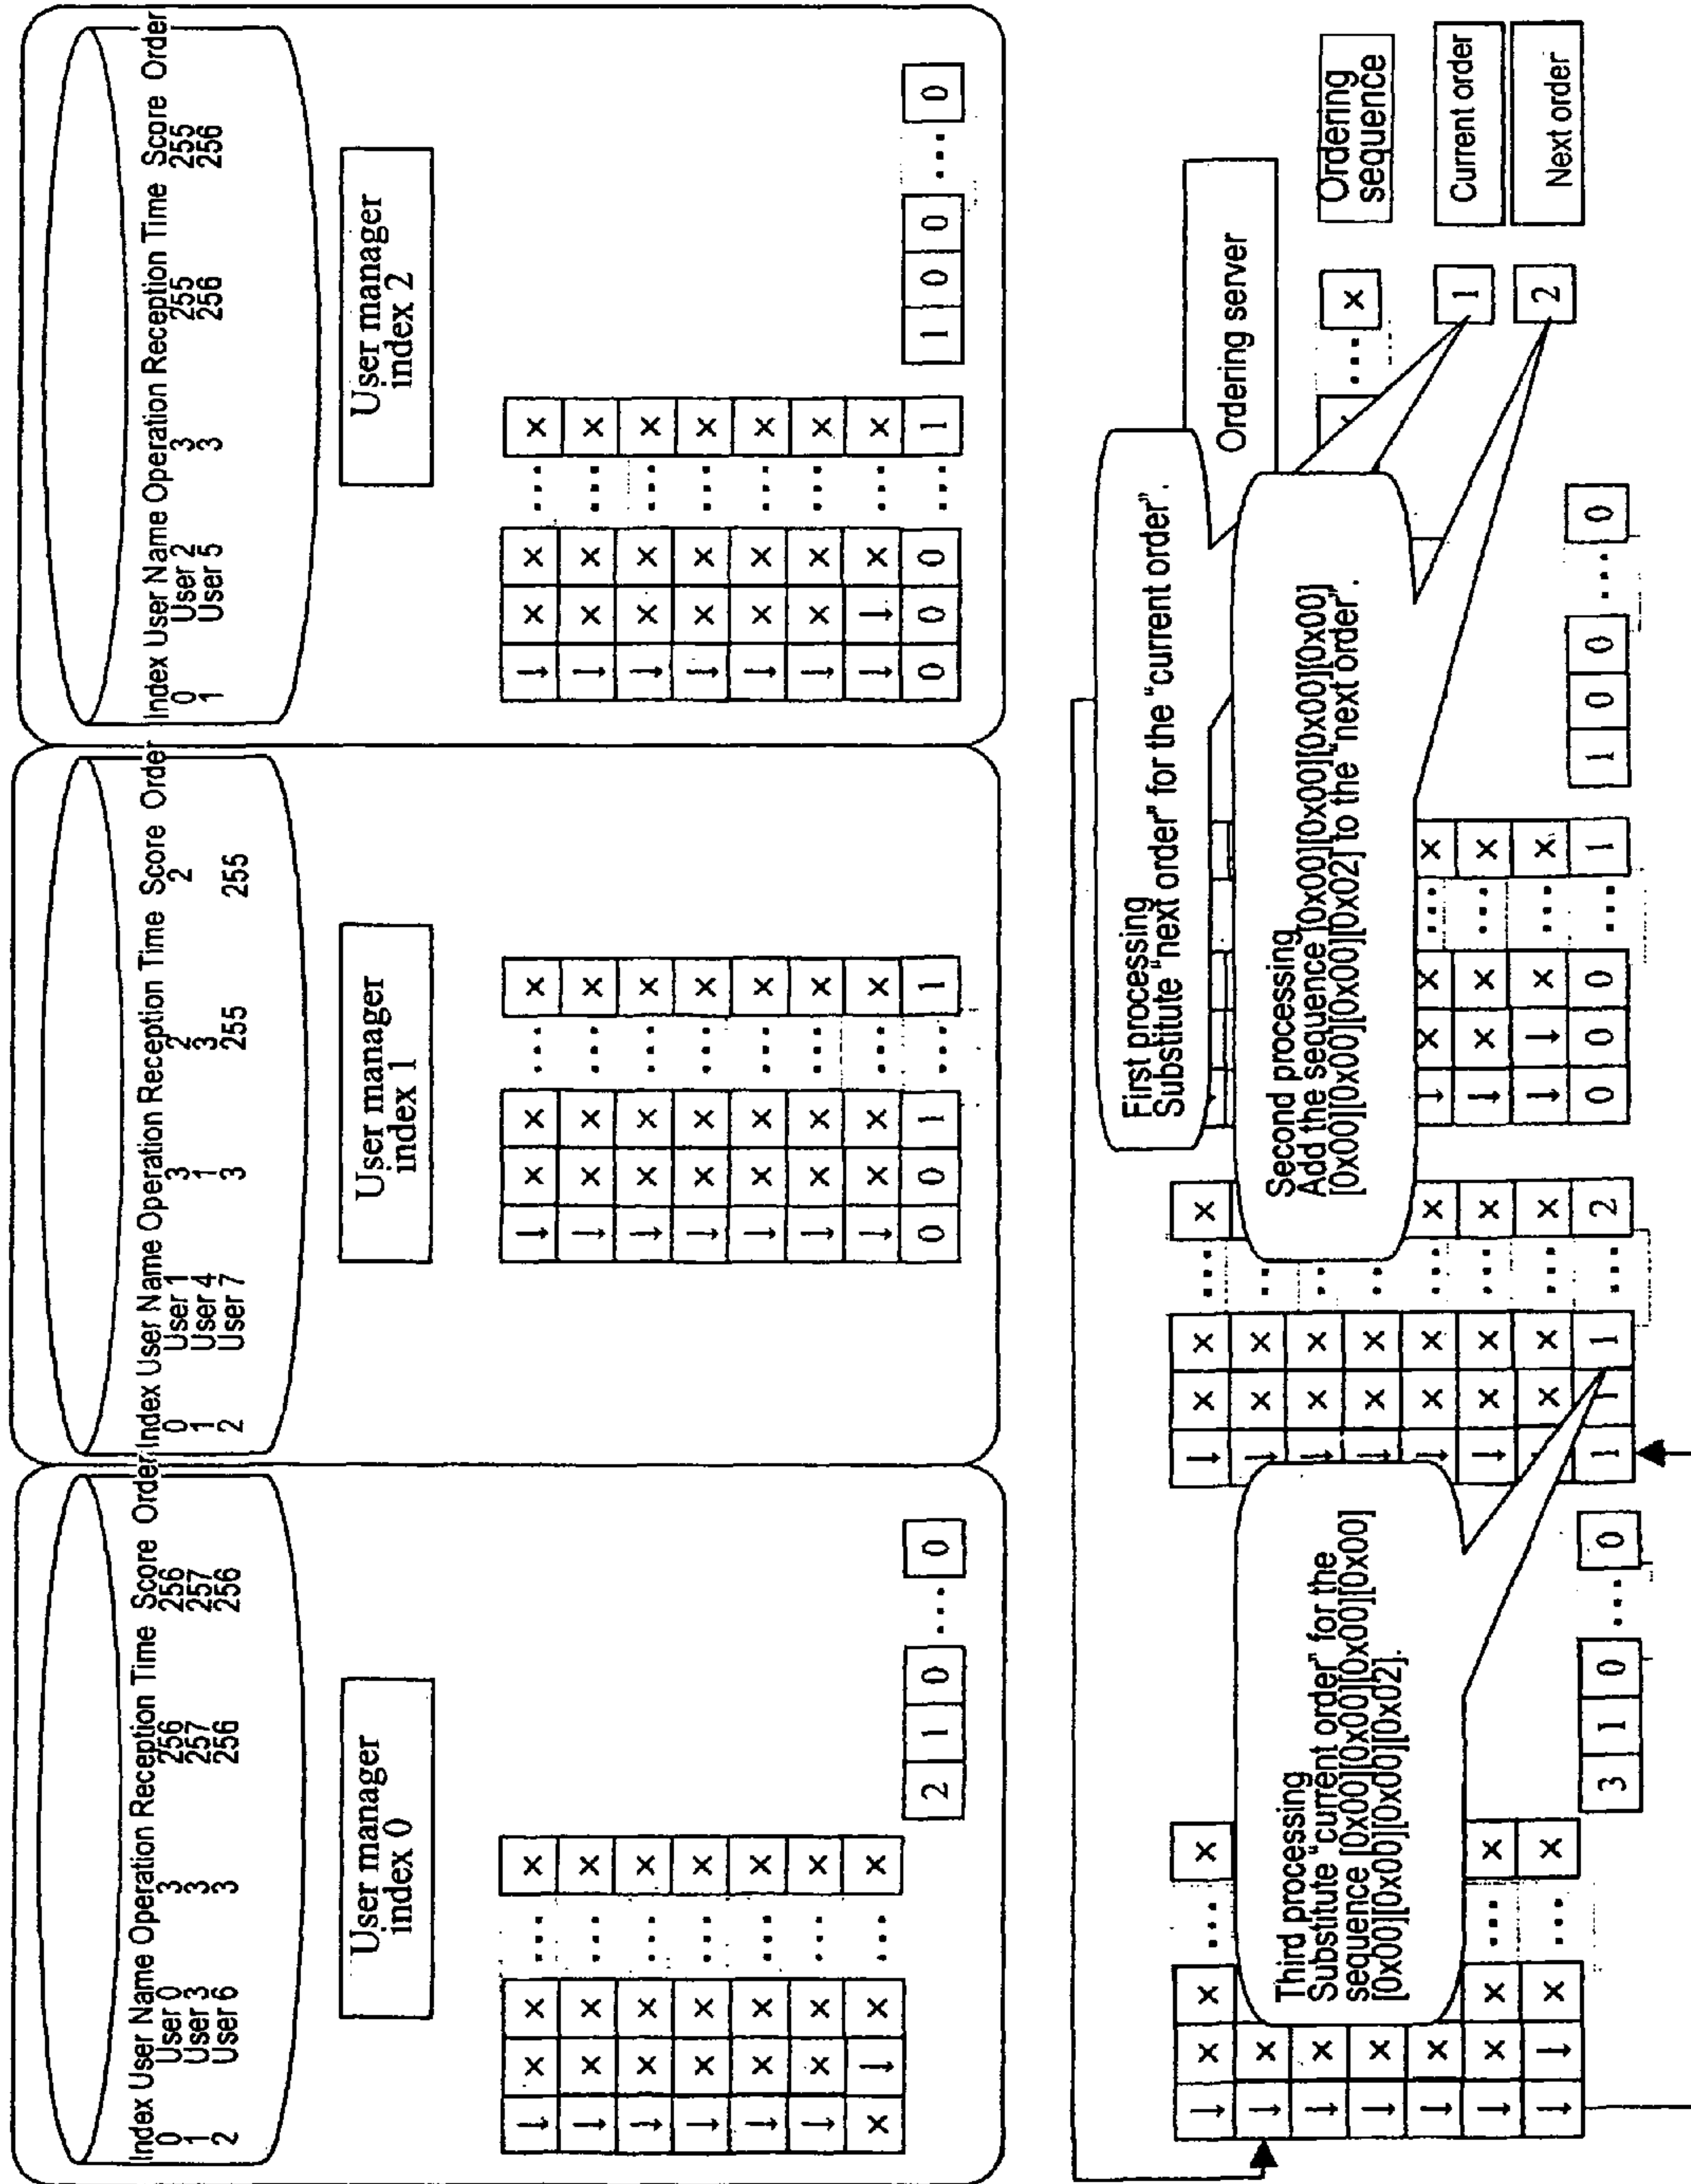 Index User Name Operation Reception Time Score Order
0 User 0 3 256 256
1 User 3 3 257 257
2 User 6 3 256 256
User manager
index 0
↓ × × ... ×
↓ × × ... ×
↓ × × ... ×
↓ × × ... ×
↓ × × ... ×
↓ × × ... ×
× ↓ × ... ×
2 1 0 ... 0
Index User Name Operation Reception Time Score Order
0 User 1 3 2 2
1 User 4 1 3
2 User 7 3 255 255
User manager
index 1
↓ × × ... ×
↓ × × ... ×
↓ × × ... ×
↓ × × ... ×
↓ × × ... ×
↓ × × ... ×
↓ × × ... ×
0 0 1 ... 1
Index User Name Operation Reception Time Score Order
0 User 2 3 255 255
1 User 5 3 256 256
User manager
index 2
↓ × × ... ×
↓ × × ... ×
↓ × × ... ×
↓ × × ... ×
↓ × × ... ×
↓ × × ... ×
↓ ↓ × ... ×
0 0 0 ... 1
1 0 0 ... 0
First processing
Substitute "next order" for the "current order".
Ordering server
Second processing
Add the sequence [0x00][0x00][0x00][0x00][0x00]
[0x00][0x00][0x00][0x02] to the "next order".
Third processing
Substitute "current order" for the
sequence [0x00][0x00][0x00][0x00][0x00]
[0x00][0x00][0x00][0x02].
↓ × × ... ×
↓ ×
↓ ×
↓ ×
↓ ×
↓ × × ... ×
↓ ↓ × ... ×
3 1 0 ... 0
↓ × × ... ×
↓ × × ...
↓ × × ...
↓ × × ...
↓ × × ... ×
↓ × × ... ×
× × ... ×
1 1 1 ... 2
↓ × × ... ×
↓ × × ... ×
↓ ↓ × ... ×
0 0 0 ... 1
1 0 0 ... 0
... ×
Ordering
sequence
1
Current order
2
Next order